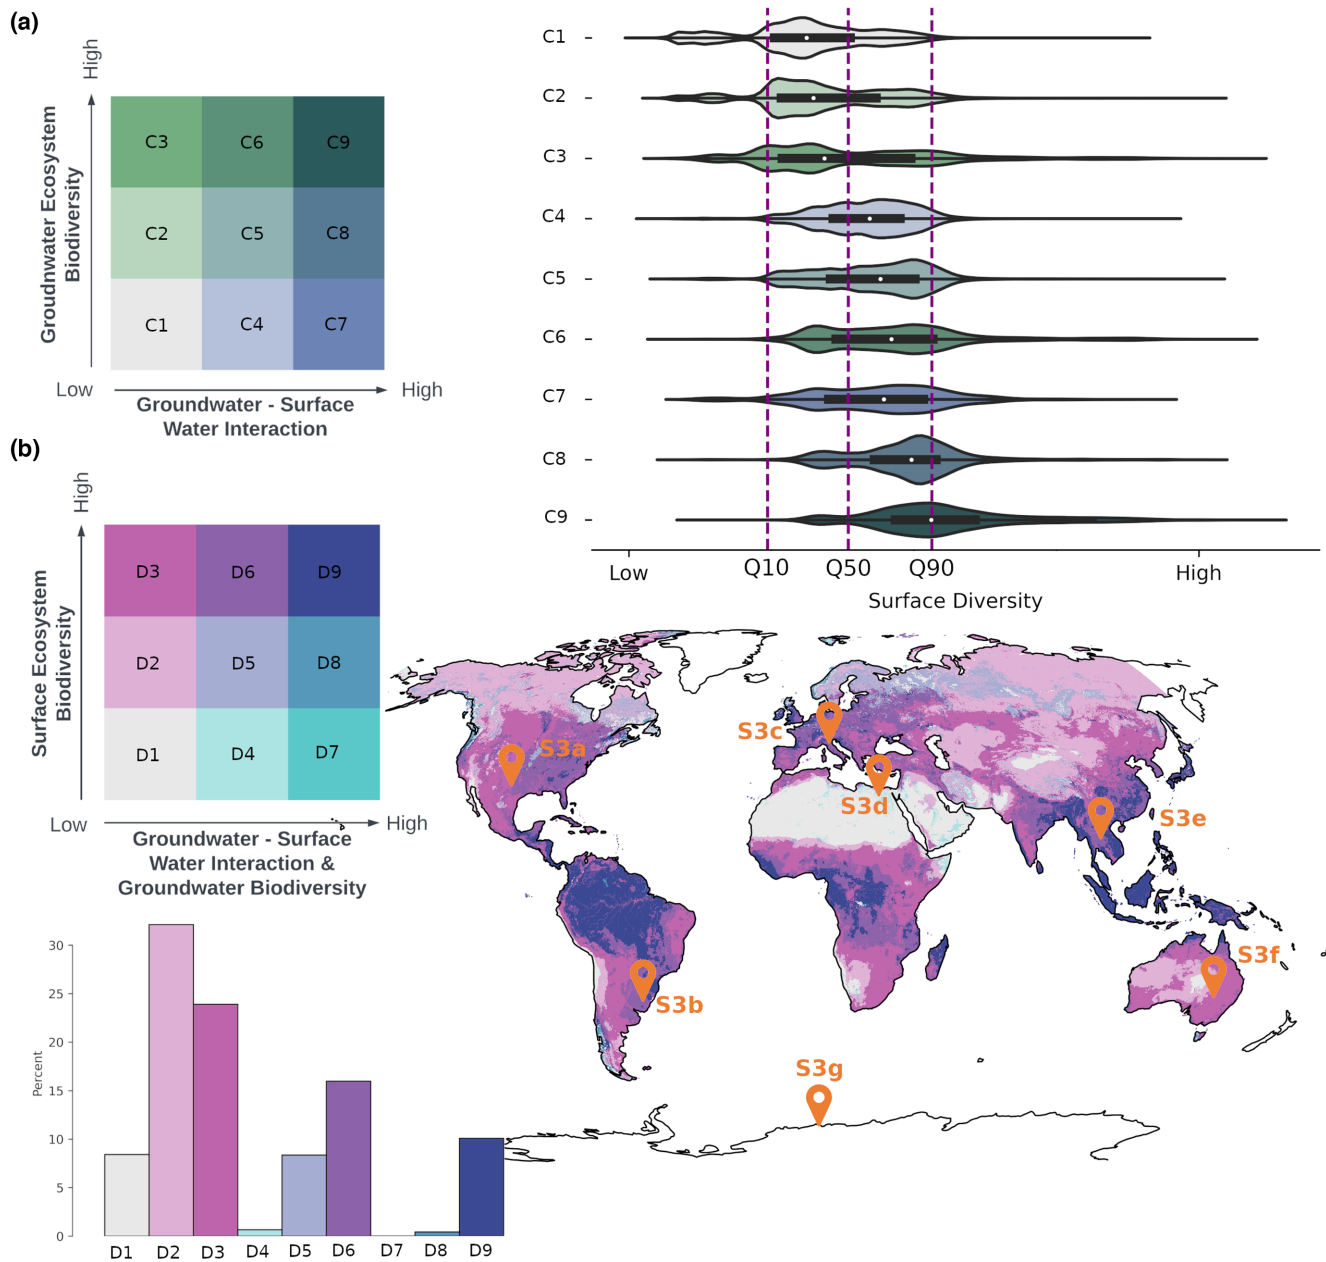 (a)
High
Groudnwater Ecosystem
Biodiversity
C3 C6 C9
C2 C5 C8
C1 C4 C7
Low
High
Groundwater - Surface
Water Interaction
C1
C2
C3
C4
C5
C6
C7
C8
C9
Low Q10 Q50 Q90 High
Surface Diversity
(b)
High
Surface Ecosystem
Biodiversity
D3 D6 D9
D2 D5 D8
D1 D4 D7
Low
High
Groundwater - Surface
Water Interaction &
Groundwater Biodiversity
S3a
S3c
S3d
S3e
S3b
S3f
S3g
Percent
30
25
20
15
10
5
0
D1 D2 D3 D4 D5 D6 D7 D8 D9